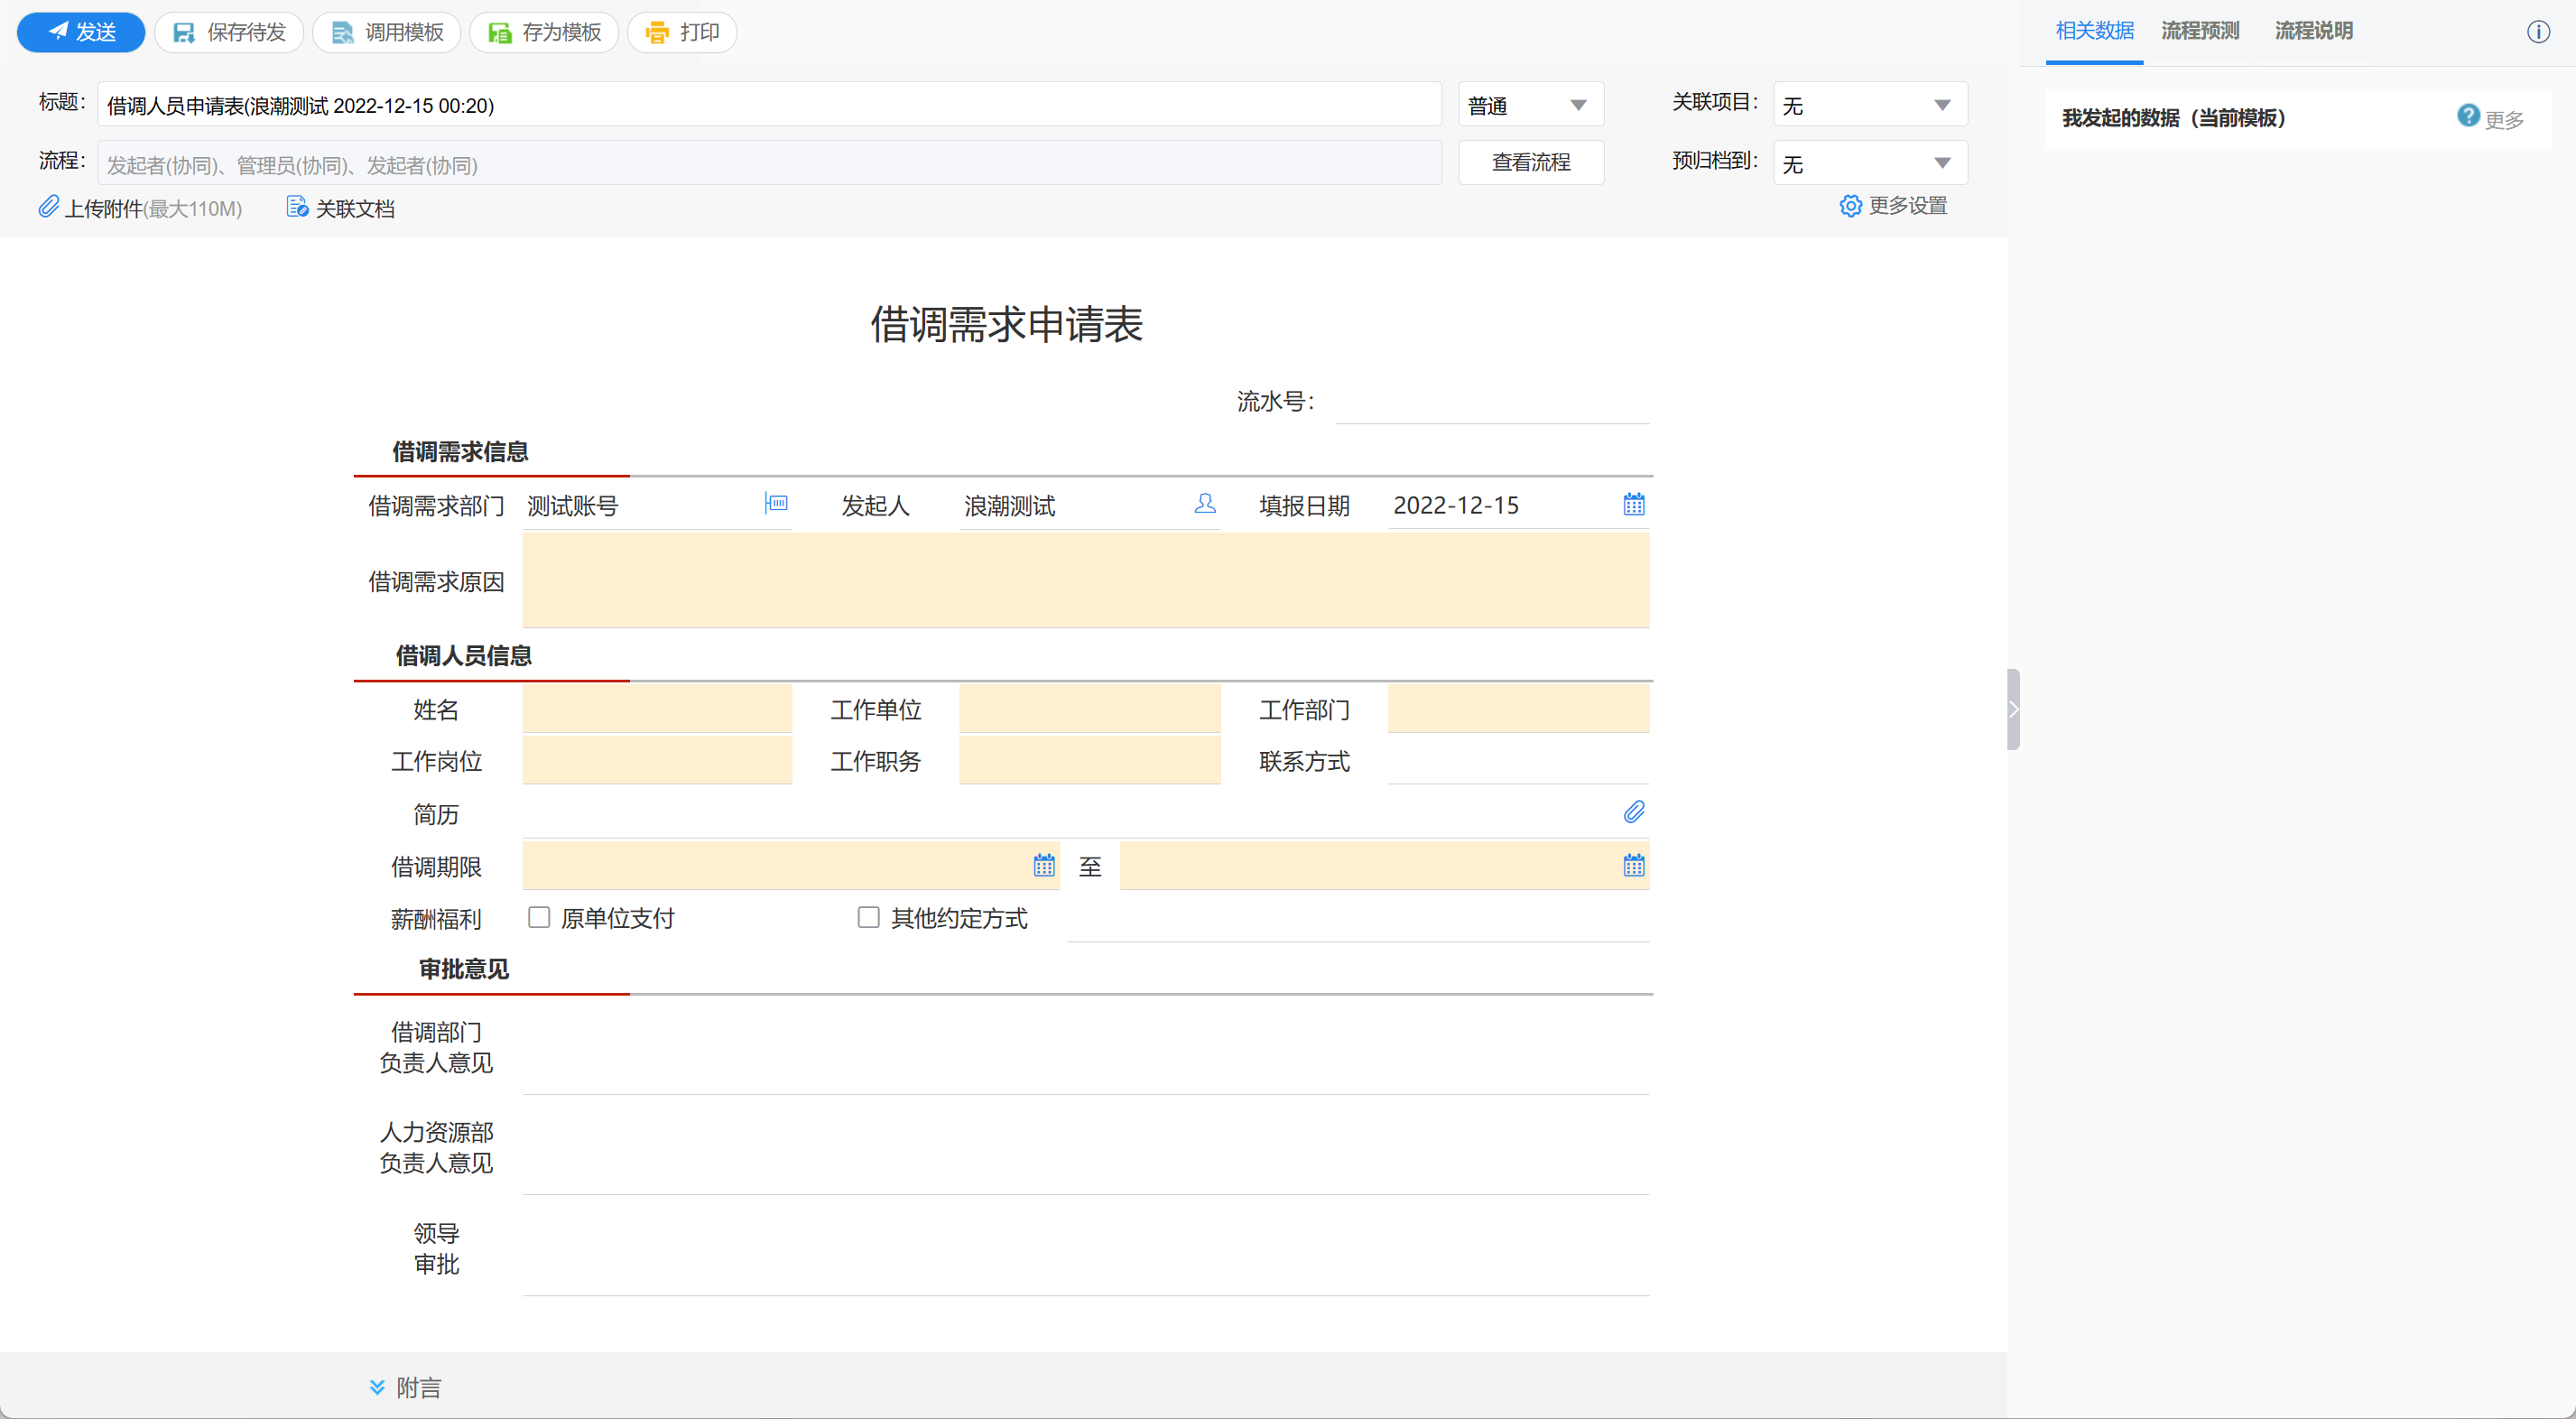 发送 保存待发 调用模板 存为模板 打印
标题： 借调人员申请表(浪潮测试 2022-12-15 00:20) 普通 关联项目： 无
流程： 发起者(协同)、管理员(协同)、发起者(协同) 查看流程 预归档到： 无
上传附件(最大110M) 关联文档 更多设置
相关数据 流程预测 流程说明
我发起的数据（当前模板） 更多
借调需求申请表
流水号：
借调需求信息
借调需求部门 测试账号 发起人 浪潮测试 填报日期 2022-12-15
借调需求原因
借调人员信息
姓名 工作单位 工作部门
工作岗位 工作职务 联系方式
简历
借调期限 至
薪酬福利 原单位支付 其他约定方式
审批意见
借调部门
负责人意见
人力资源部
负责人意见
领导
审批
附言